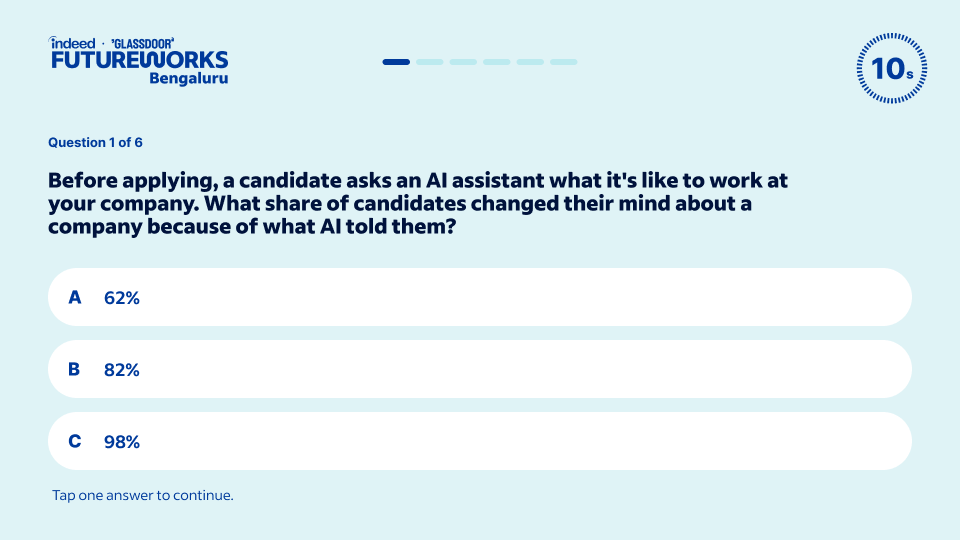 indeed · 'GLASSDOOR'
FUTUREWORKS
Bengaluru
10s
Question 1 of 6
Before applying, a candidate asks an AI assistant what it's like to work at
your company. What share of candidates changed their mind about a
company because of what AI told them?
A 62%
B 82%
C 98%
Tap one answer to continue.